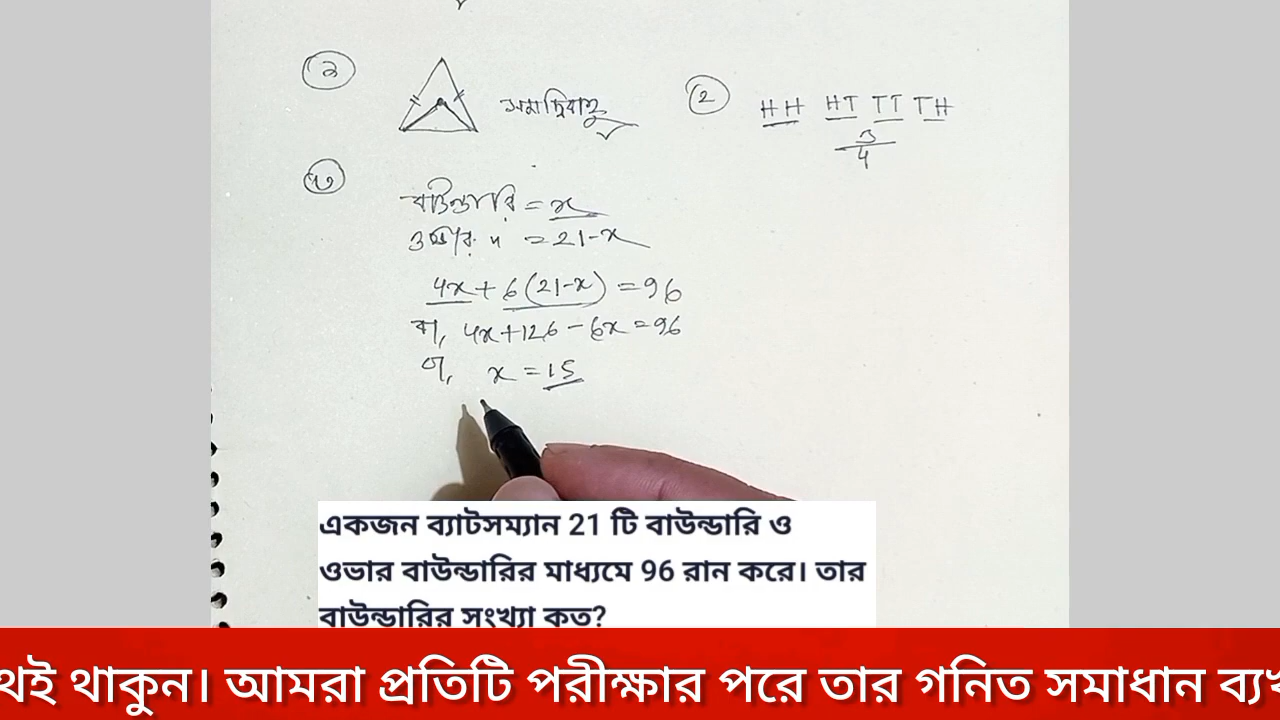 ২
সমদ্বিবাহু
2
HH HT TT TH
3
4
৩
বাউন্ডারি = x
ওভার " = 21-x
4x + 6(21-x) = 96
বা, 4x+126-6x=96
বা, x = 15
একজন ব্যাটসম্যান 21 টি বাউন্ডারি ও
ওভার বাউন্ডারির মাধ্যমে 96 রান করে। তার
বাউন্ডারির সংখ্যা কত?
থই থাকুন। আমরা প্রতিটি পরীক্ষার পরে তার গনিত সমাধান